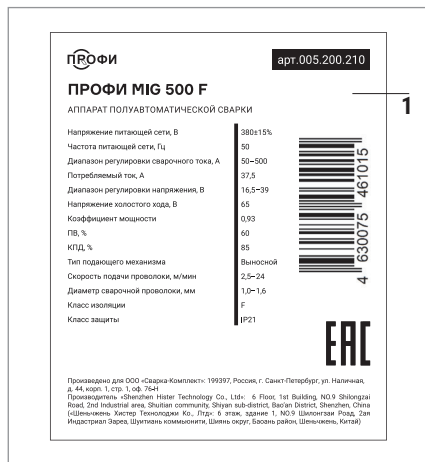 ПРОФИ
арт.005.200.210
ПРОФИ MIG 500 F
АППАРАТ ПОЛУАВТОМАТИЧЕСКОЙ СВАРКИ
1
Напряжение питающей сети, В 380±15%
Частота питающей сети, Гц 50
Диапазон регулировки сварочного тока, А 50–500
Потребляемый ток, А 37,5
Диапазон регулировки напряжения, В 16,5–39
Напряжение холостого хода, В 65
Коэффициент мощности 0,93
ПВ, % 60
КПД, % 85
Тип подающего механизма Выносной
Скорость подачи проволоки, м/мин 2,5–24
Диаметр сварочной проволоки, мм 1,0–1,6
Класс изоляции F
Класс защиты IP21
4 630075 461015
EAC
Произведено для ООО «Сварка-Комплект»: 199397, Россия, г. Санкт-Петербург, ул. Наличная,
д. 44, корп. 1, стр. 1, оф. 76-Н
Производитель «Shenzhen Hister Technology Co., Ltd»: 6 Floor, 1st Building, NO.9 Shilongzai
Road, 2nd Industrial area, Shuitian community, Shiyan sub-district, Bao'an District, Shenzhen, China
(«Шеньчжень Хистер Технолоджи Ко., Лтд»: 6 этаж, здание 1, NO.9 Шилонгзаи Роад, 2ая
Индастриал Зареа, Шуитиань коммьюнити, Шиянь округ, Баоань район, Шеньчжень, Китай)